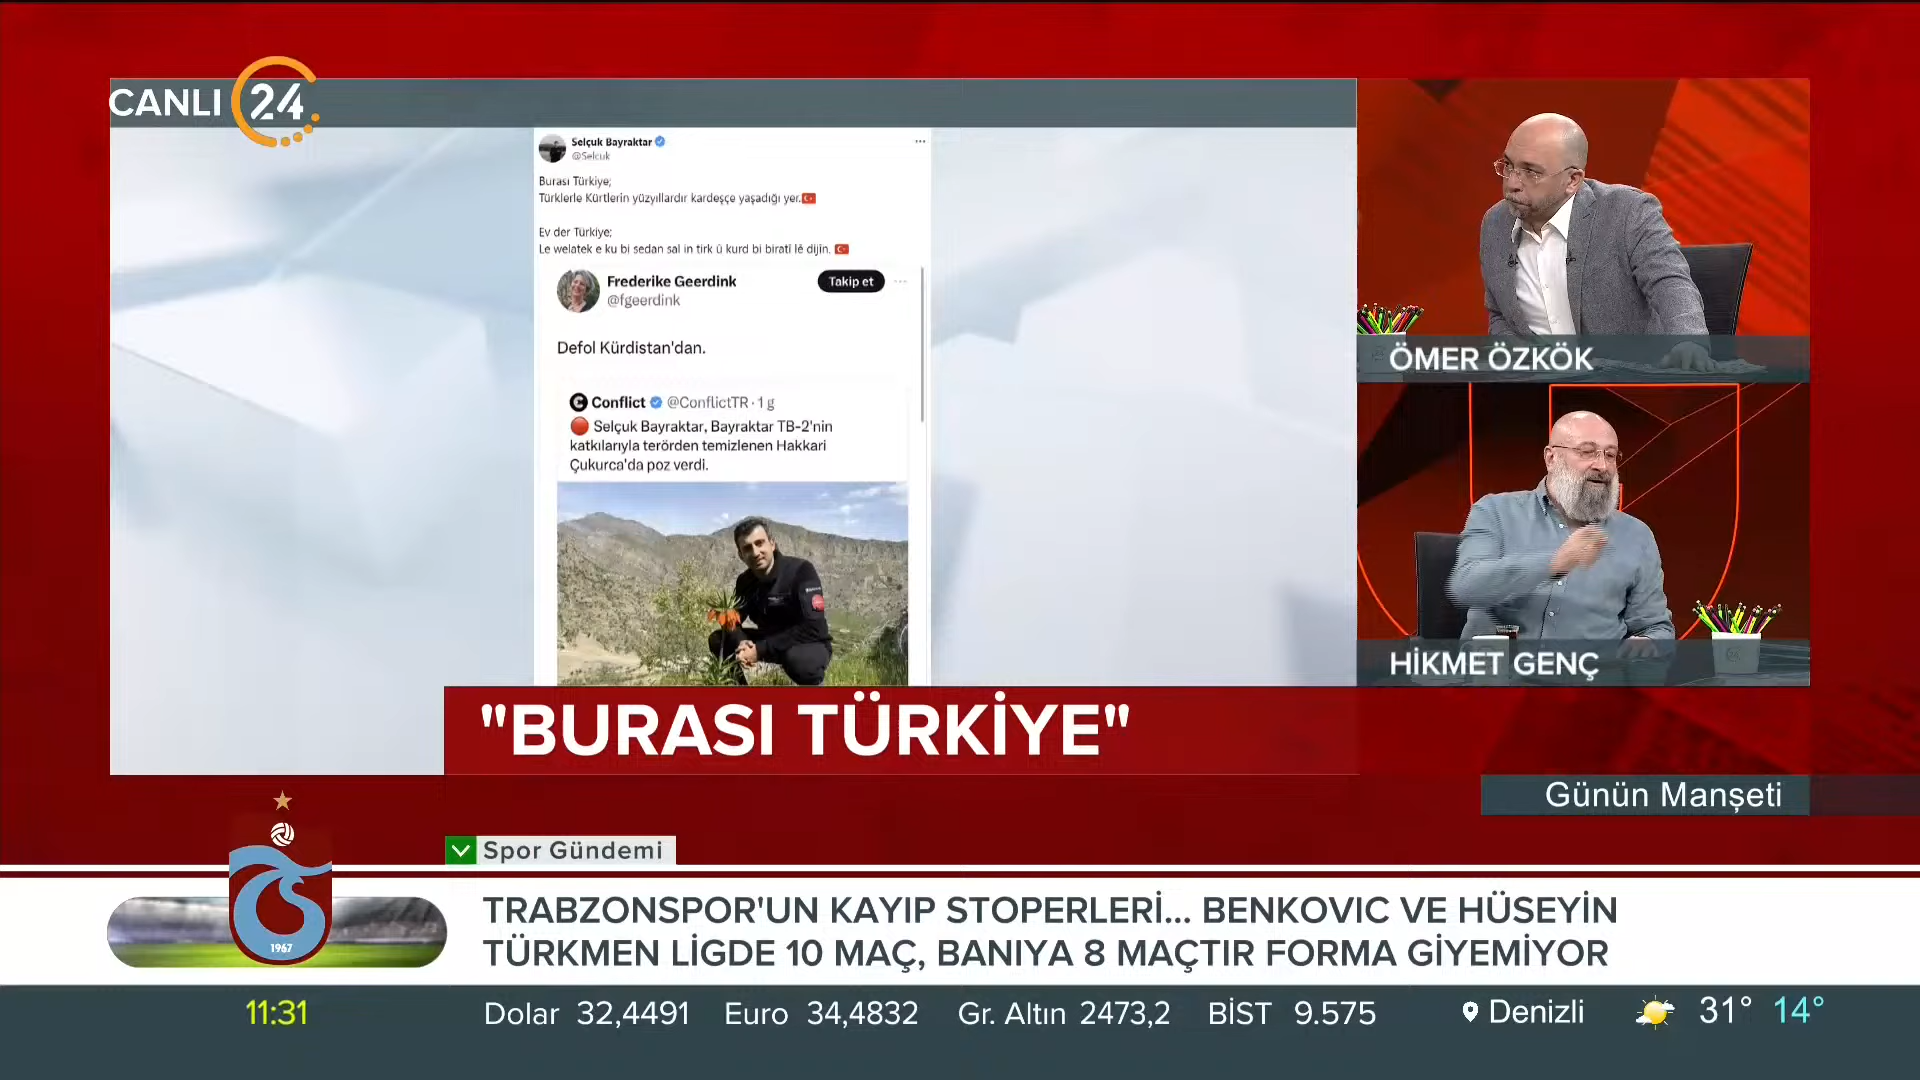 CANLI 24
Selçuk Bayraktar
@Selcuk
Burası Türkiye;
Türklerle Kürtlerin yüzyıllardır kardeşçe yaşadığı yer.
Ev der Türkiye;
Le welatek e ku bi sedan sal in tirk û kurd bi biratî lê dijîn.
Frederike Geerdink
@fgeerdink
Takip et
Defol Kürdistan'dan.
Conflict @ConflictTR · 1 g
Selçuk Bayraktar, Bayraktar TB-2'nin
katkılarıyla terörden temizlenen Hakkari
Çukurca'da poz verdi.
ÖMER ÖZKÖK
HİKMET GENÇ
"BURASI TÜRKİYE"
Günün Manşeti
Spor Gündemi
1967
TRABZONSPOR'UN KAYIP STOPERLERİ... BENKOVIC VE HÜSEYİN
TÜRKMEN LİGDE 10 MAÇ, BANIYA 8 MAÇTIR FORMA GİYEMİYOR
11:31 Dolar 32,4491 Euro 34,4832 Gr. Altın 2473,2 BİST 9.575 Denizli 31° 14°